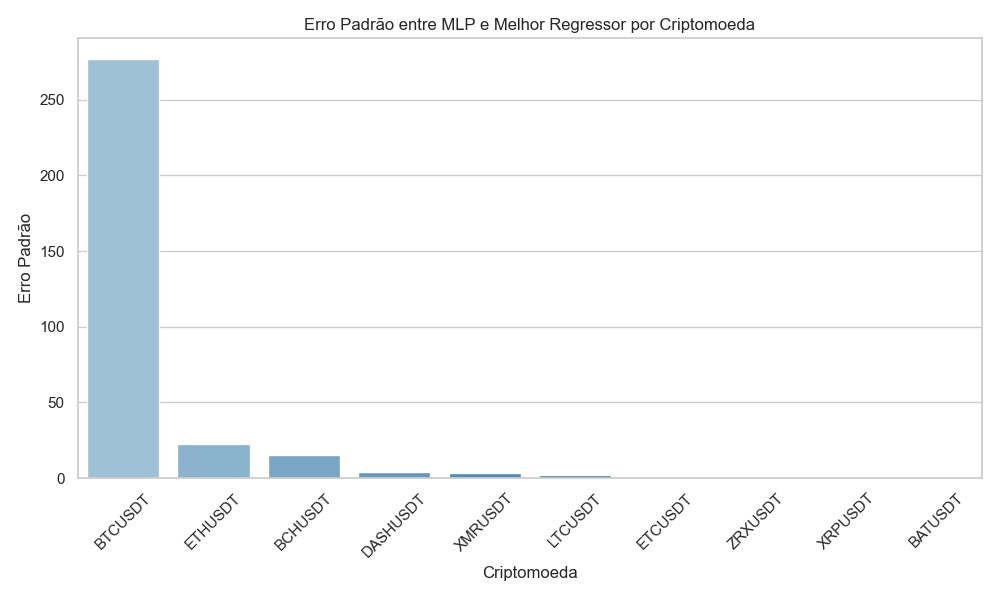 Erro Padrão entre MLP e Melhor Regressor por Criptomoeda
Erro Padrão
250
200
150
100
50
0
BTCUSDT
ETHUSDT
BCHUSDT
DASHUSDT
XMRUSDT
LTCUSDT
ETCUSDT
ZRXUSDT
XRPUSDT
BATUSDT
Criptomoeda